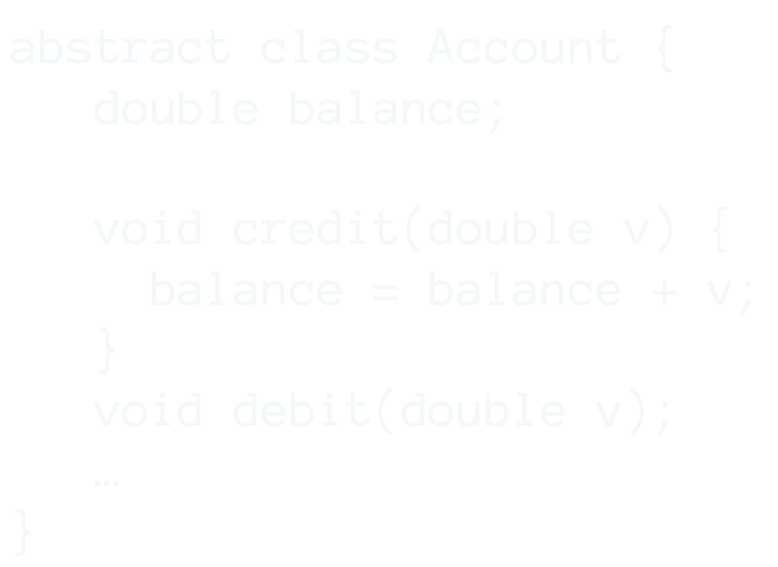 abstract class Account {
double balance;
void credit(double v) {
balance = balance + v;
}
void debit(double v);
…
}